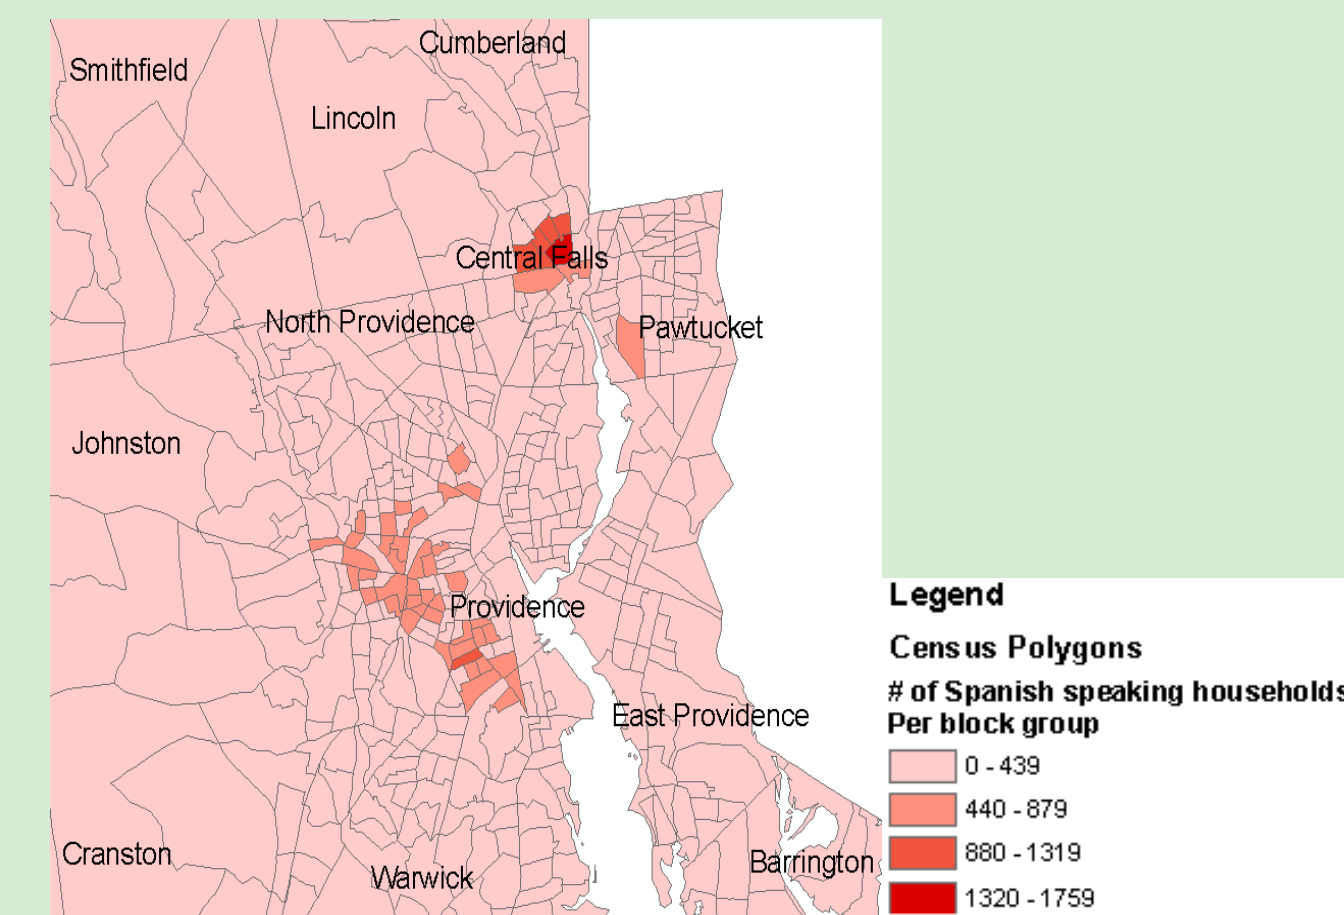 Cumberland
Smithfield
Lincoln
Central Falls
North Providence
Pawtucket
Johnston
Providence
East Providence
Cranston
Warwick
Barrington
Legend
Census Polygons
# of Spanish speaking households
Per block group
0 - 439
440 - 879
880 - 1319
1320 - 1759